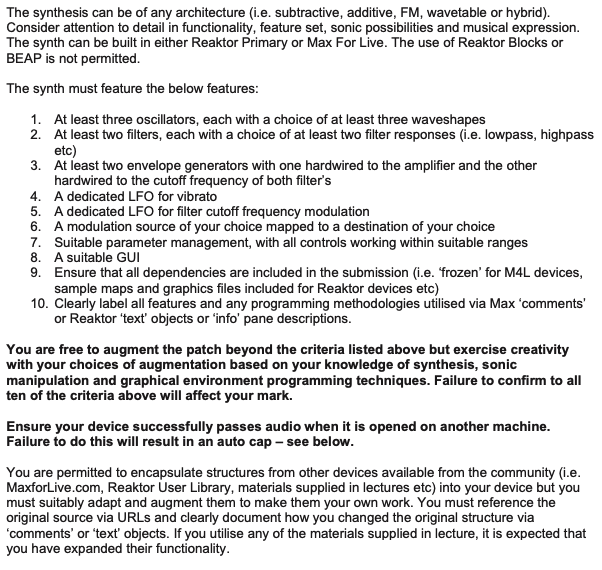 The synthesis can be of any architecture (i.e. subtractive, additive, FM, wavetable or hybrid).
Consider attention to detail in functionality, feature set, sonic possibilities and musical expression.
The synth can be built in either Reaktor Primary or Max For Live. The use of Reaktor Blocks or
BEAP is not permitted.
The synth must feature the below features:
1. At least three oscillators, each with a choice of at least three waveshapes
2. At least two filters, each with a choice of at least two filter responses (i.e. lowpass, highpass
etc)
3. At least two envelope generators with one hardwired to the amplifier and the other
hardwired to the cutoff frequency of both filter's
4. A dedicated LFO for vibrato
5. A dedicated LFO for filter cutoff frequency modulation
6. A modulation source of your choice mapped to a destination of your choice
7. Suitable parameter management, with all controls working within suitable ranges
8. A suitable GUI
9. Ensure that all dependencies are included in the submission (i.e. 'frozen' for M4L devices,
sample maps and graphics files included for Reaktor devices etc)
10. Clearly label all features and any programming methodologies utilised via Max 'comments'
or Reaktor 'text' objects or 'info' pane descriptions.
You are free to augment the patch beyond the criteria listed above but exercise creativity
with your choices of augmentation based on your knowledge of synthesis, sonic
manipulation and graphical environment programming techniques. Failure to confirm to all
ten of the criteria above will affect your mark.
Ensure your device successfully passes audio when it is opened on another machine.
Failure to do this will result in an auto cap – see below.
You are permitted to encapsulate structures from other devices available from the community (i.e.
MaxforLive.com, Reaktor User Library, materials supplied in lectures etc) into your device but you
must suitably adapt and augment them to make them your own work. You must reference the
original source via URLs and clearly document how you changed the original structure via
'comments' or 'text' objects. If you utilise any of the materials supplied in lecture, it is expected that
you have expanded their functionality.